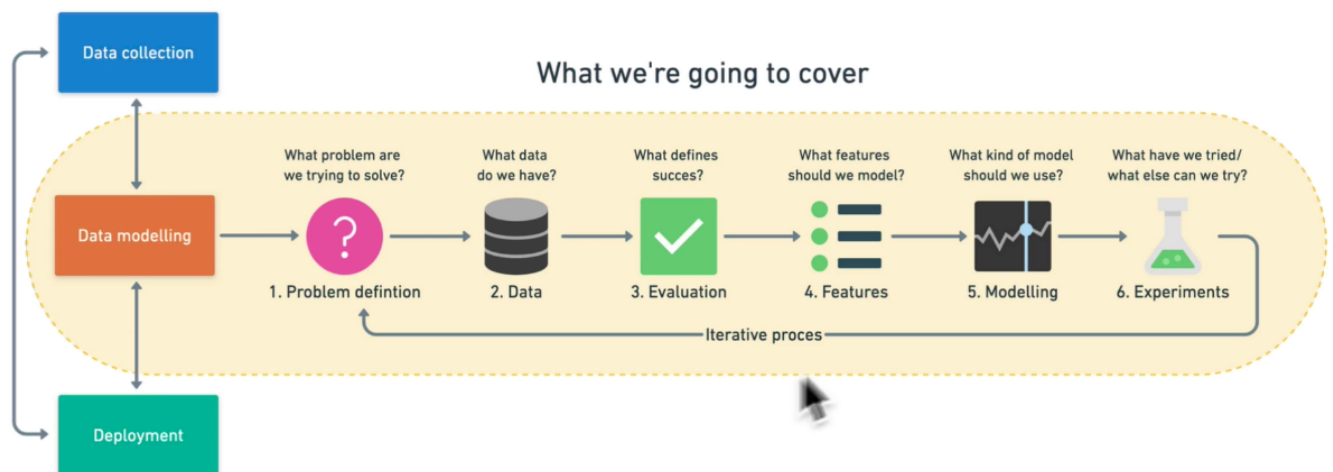 Data collection
What we're going to cover
What problem are
we trying to solve?
What data
do we have?
What defines
succes?
What features
should we model?
What kind of model
should we use?
What have we tried/
what else can we try?
Data modelling
?
1. Problem defintion
2. Data
3. Evaluation
4. Features
5. Modelling
6. Experiments
Iterative proces
Deployment